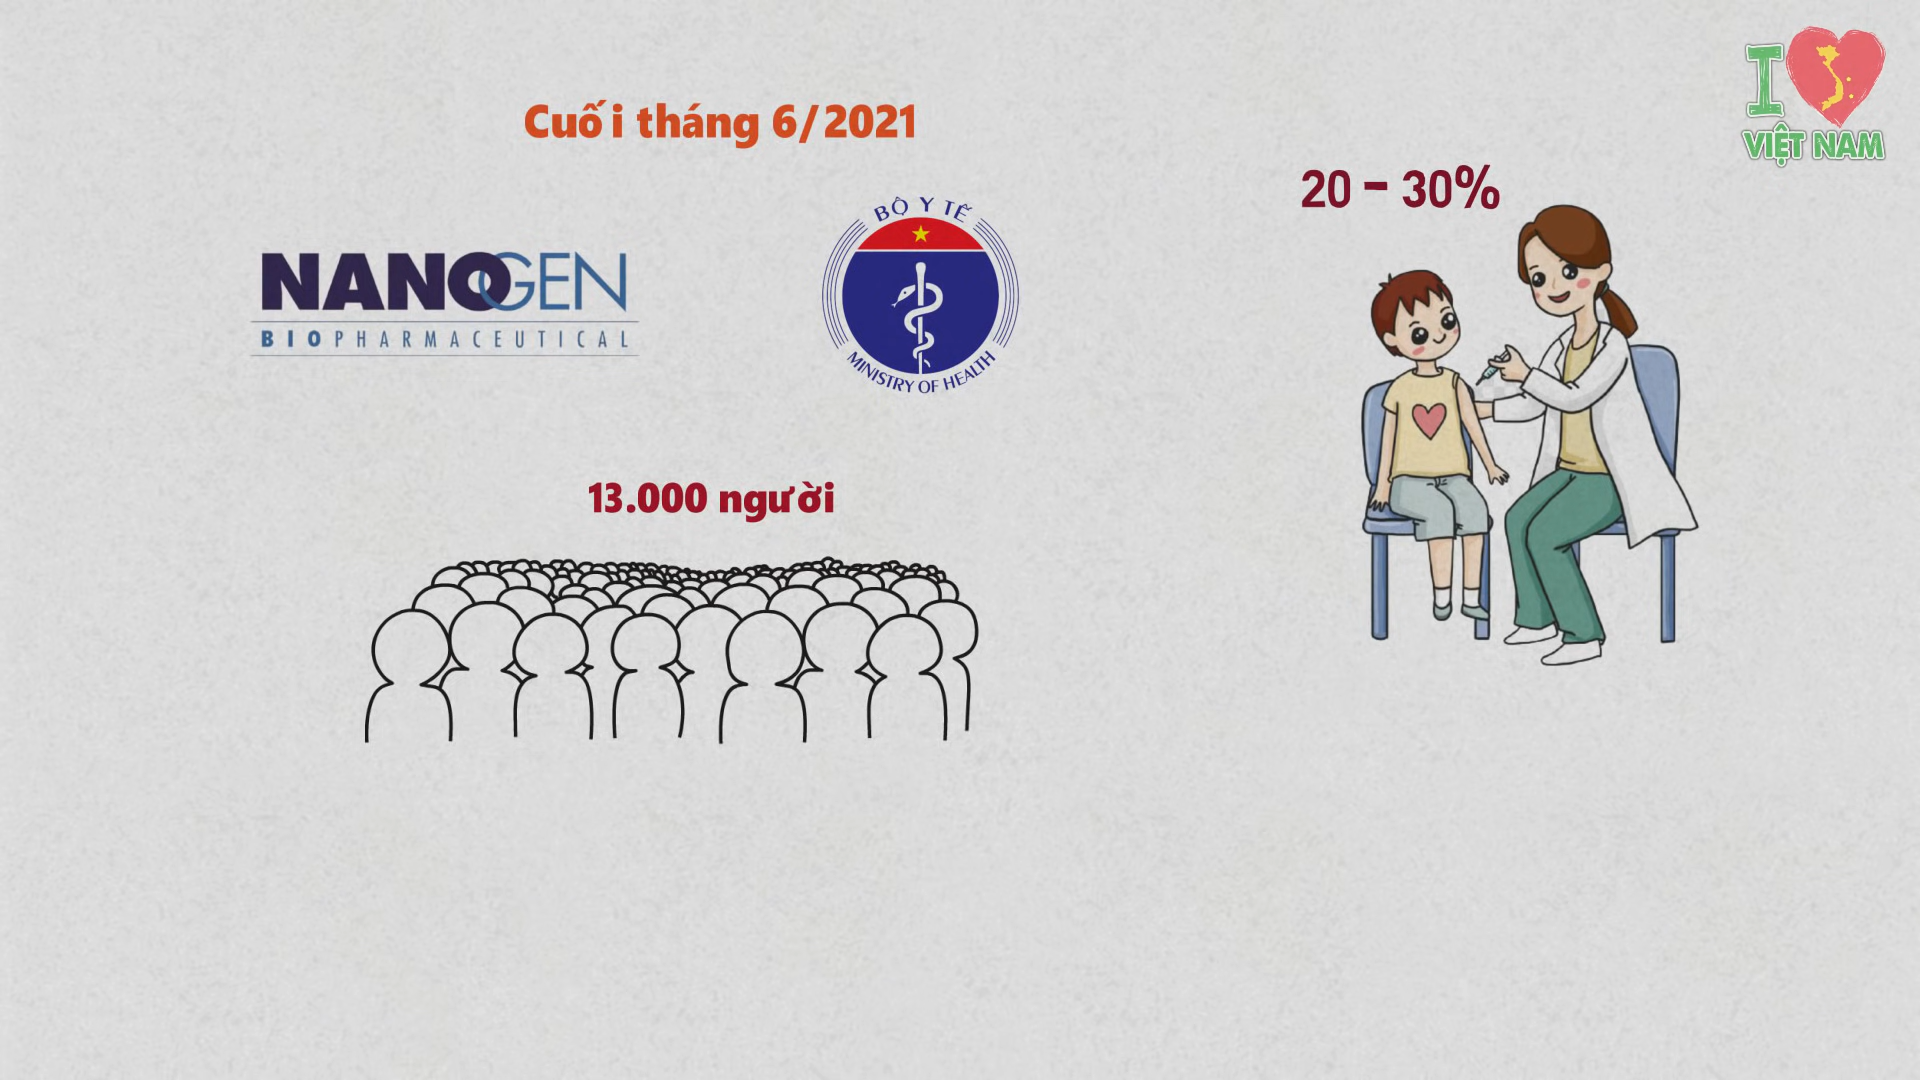 Cuối tháng 6/2021
I
VIỆT NAM
20 - 30%
BỘ Y TẾ
NANOGEN
BIOPHARMACEUTICAL
MINISTRY OF HEALTH
13.000 người